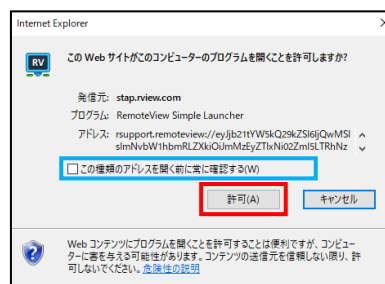 Internet Explorer
RV
この Web サイトがこのコンピューターのプログラムを開くことを許可しますか?
発信元: stap.rview.com
プログラム: RemoteView Simple Launcher
アドレス: rsupport.remoteview://eyJjb21tYW5kQ29kZSI6IjQwMSI
sImNvbW1hbmRLZXkiOiJmMzEyZTIxNi02ZmI5LTRhNz
この種類のアドレスを開く前に常に確認する(W)
許可(A)
キャンセル
Web コンテンツにプログラムを開くことを許可することは便利ですが、コンピュー
ターに害を与える可能性があります。コンテンツの送信元を信頼しない限り、許
可しないでください。危険性の説明